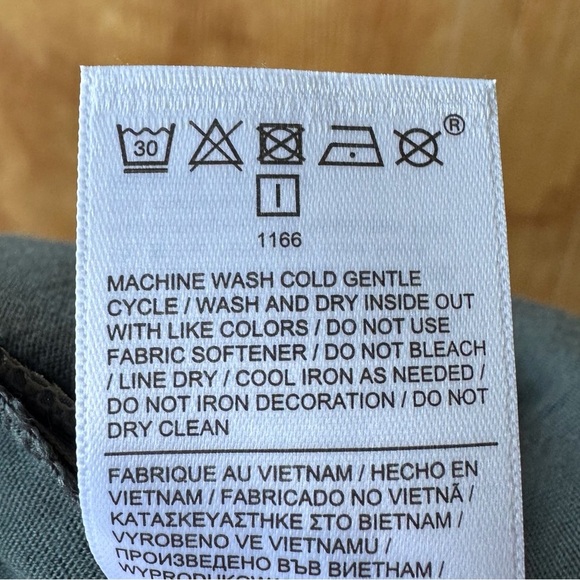 30 ®
1166
MACHINE WASH COLD GENTLE
CYCLE / WASH AND DRY INSIDE OUT
WITH LIKE COLORS / DO NOT USE
FABRIC SOFTENER / DO NOT BLEACH
/ LINE DRY / COOL IRON AS NEEDED /
DO NOT IRON DECORATION / DO NOT
DRY CLEAN
FABRIQUE AU VIETNAM / HECHO EN
VIETNAM / FABRICADO NO VIETNÃ /
ΚΑΤΑΣΚΕΥΑΣΤΗΚΕ ΣΤΟ ΒΙΕΤΝΑΜ /
VYROBENO VE VIETNAMU /
ПРОИЗВЕДЕНО ВЪВ ВИЕТНАМ /